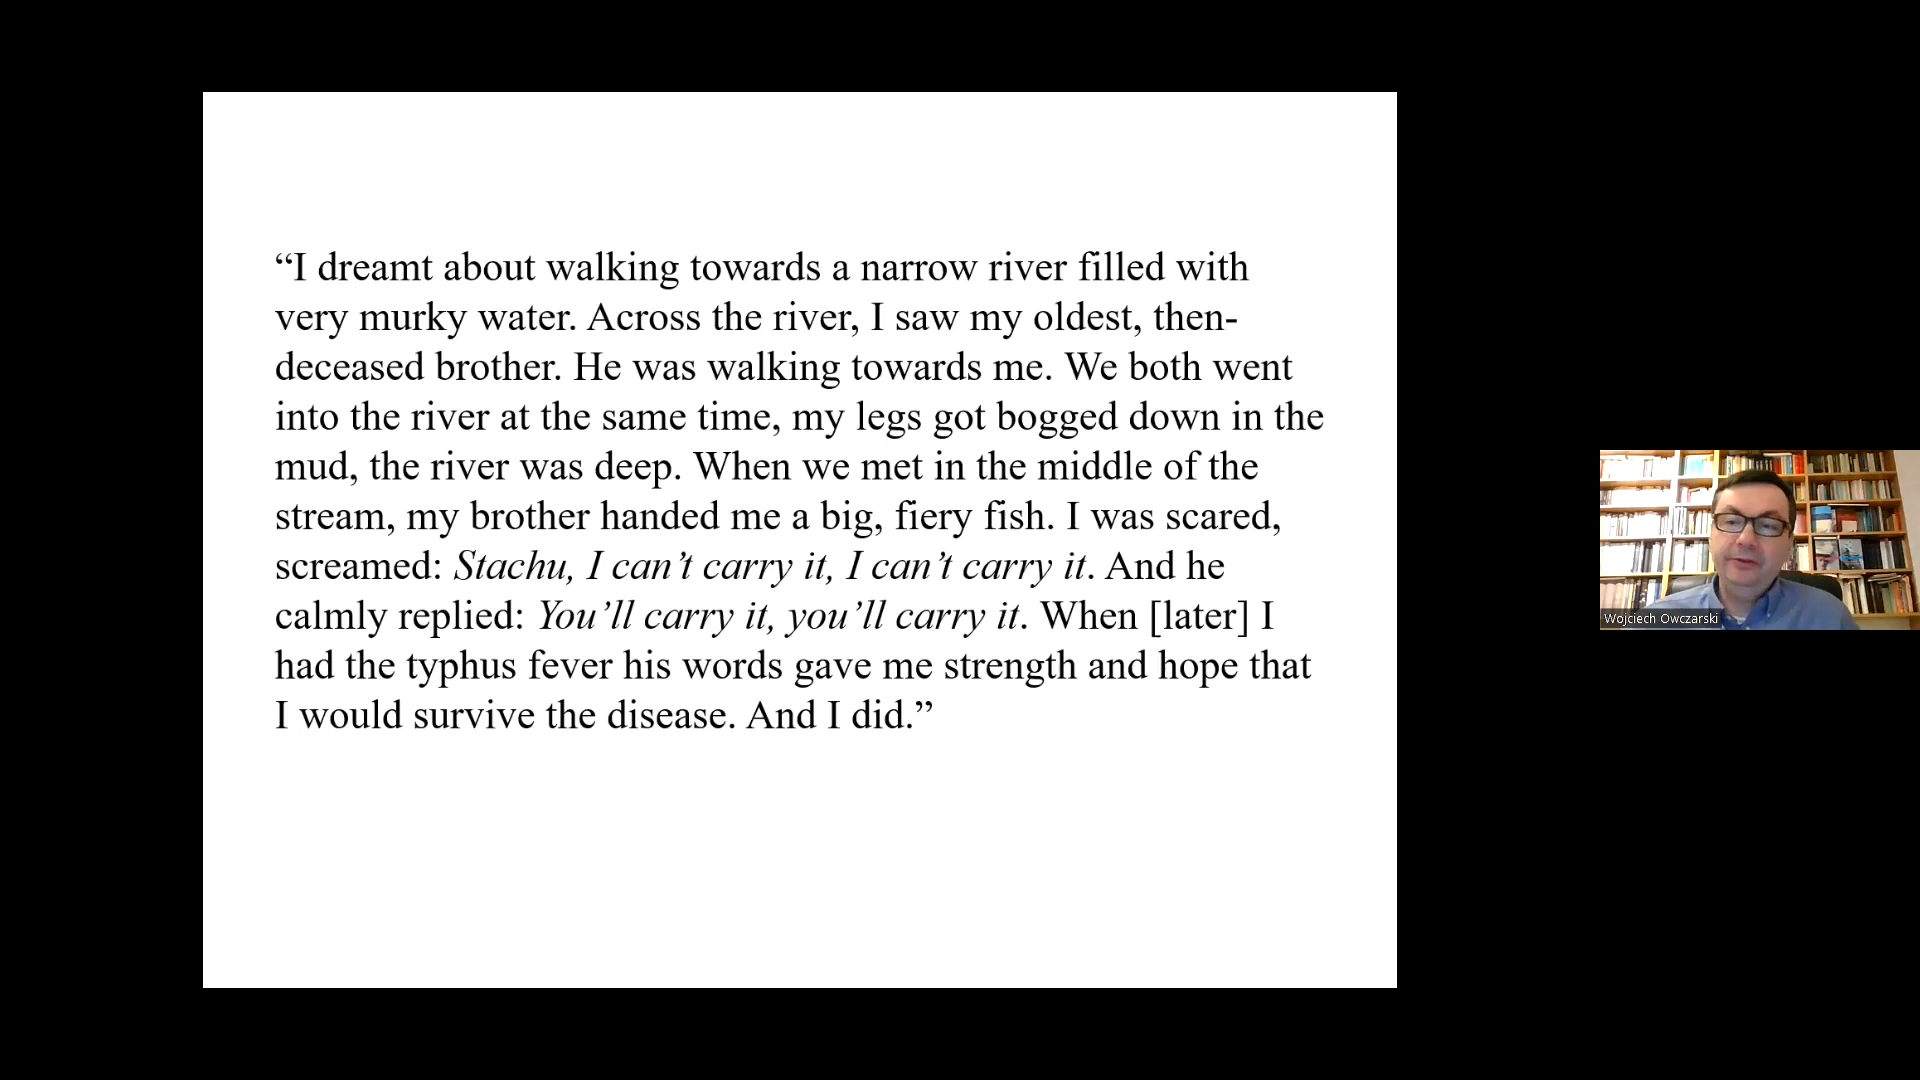 “I dreamt about walking towards a narrow river filled with
very murky water. Across the river, I saw my oldest, then-
deceased brother. He was walking towards me. We both went
into the river at the same time, my legs got bogged down in the
mud, the river was deep. When we met in the middle of the
stream, my brother handed me a big, fiery fish. I was scared,
screamed: Stachu, I can’t carry it, I can’t carry it. And he
calmly replied: You’ll carry it, you’ll carry it. When [later] I
had the typhus fever his words gave me strength and hope that
I would survive the disease. And I did.”
Wojciech Owczarski